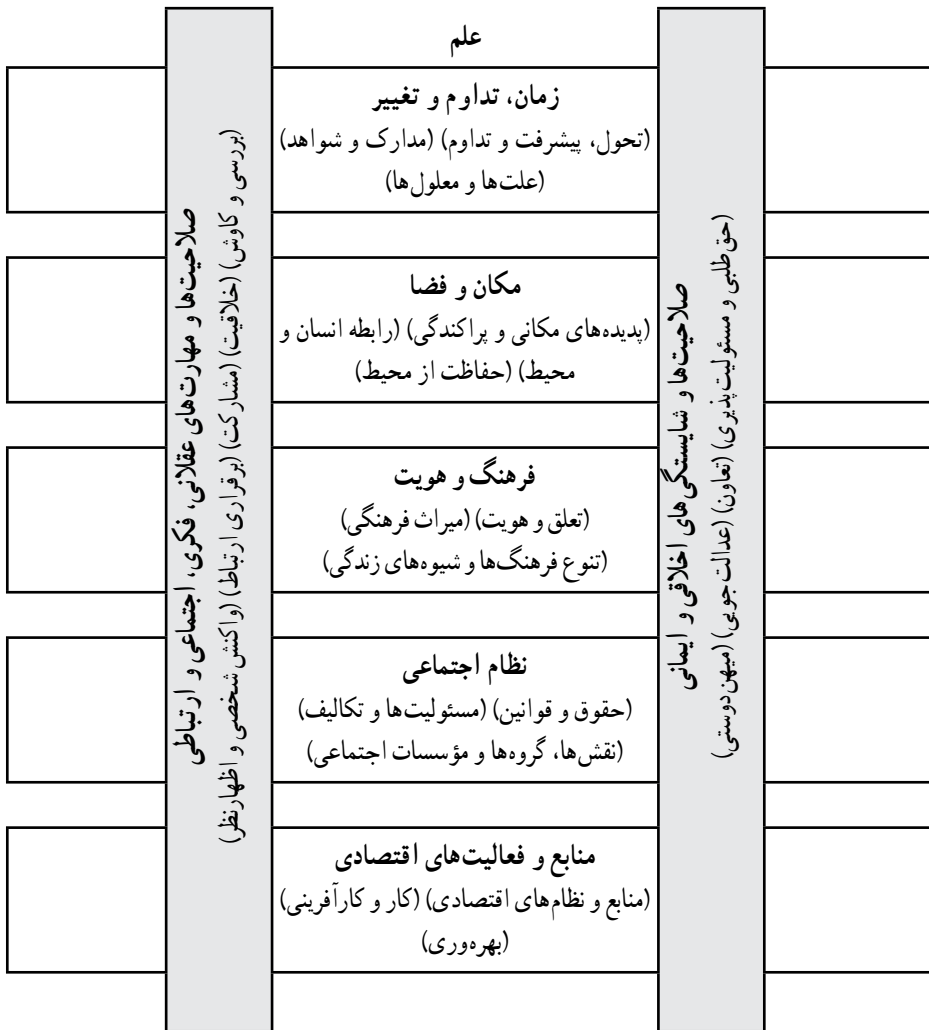 علم
زمان، تداوم و تغییر
(تحول، پیشرفت و تداوم) (مدارک و شواهد)
(علت‌ها و معلول‌ها)
مکان و فضا
(پدیده‌های مکانی و پراکندگی) (رابطه انسان و
محیط) (حفاظت از محیط)
فرهنگ و هویت
(تعلق و هویت) (میراث فرهنگی)
(تنوع فرهنگ‌ها و شیوه‌های زندگی)
نظام اجتماعی
(حقوق و قوانین) (مسئولیت‌ها و تکالیف)
(نقش‌ها، گروه‌ها و مؤسسات اجتماعی)
منابع و فعالیت‌های اقتصادی
(منابع و نظام‌های اقتصادی) (کار و کارآفرینی)
(بهره‌وری)
صلاحیت‌ها و شایستگی‌های اخلاقی و ایمانی
(حق طلبی و مسئولیت‌پذیری) (تعاون) (عدالت جویی) (میهن دوستی)
صلاحیت‌ها و مهارت‌های عقلانی، فکری، اجتماعی و ارتباطی
(بررسی و کاوش) (خلاقیت) (مشارکت) (برقراری ارتباط) (واکنش شخصی و اظهارنظر)